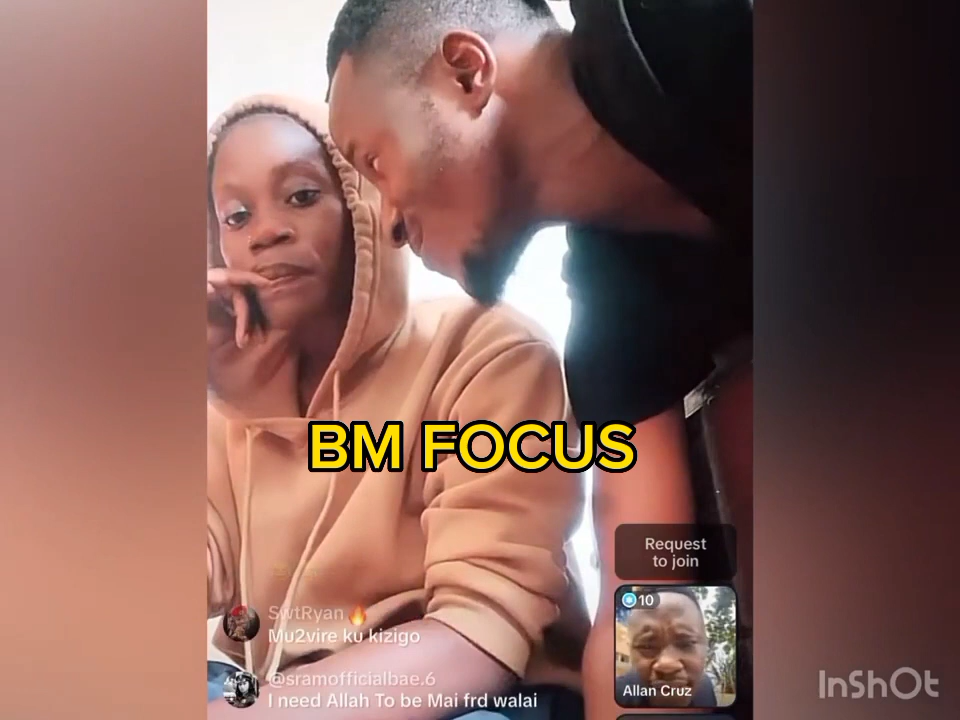 BM FOCUS
Request
to join
10
SwtRyan 🔥
Mu2vire ku kizigo
@sramofficialbae.6
I need Allah To be Mai frd walai
Allan Cruz
InShOt